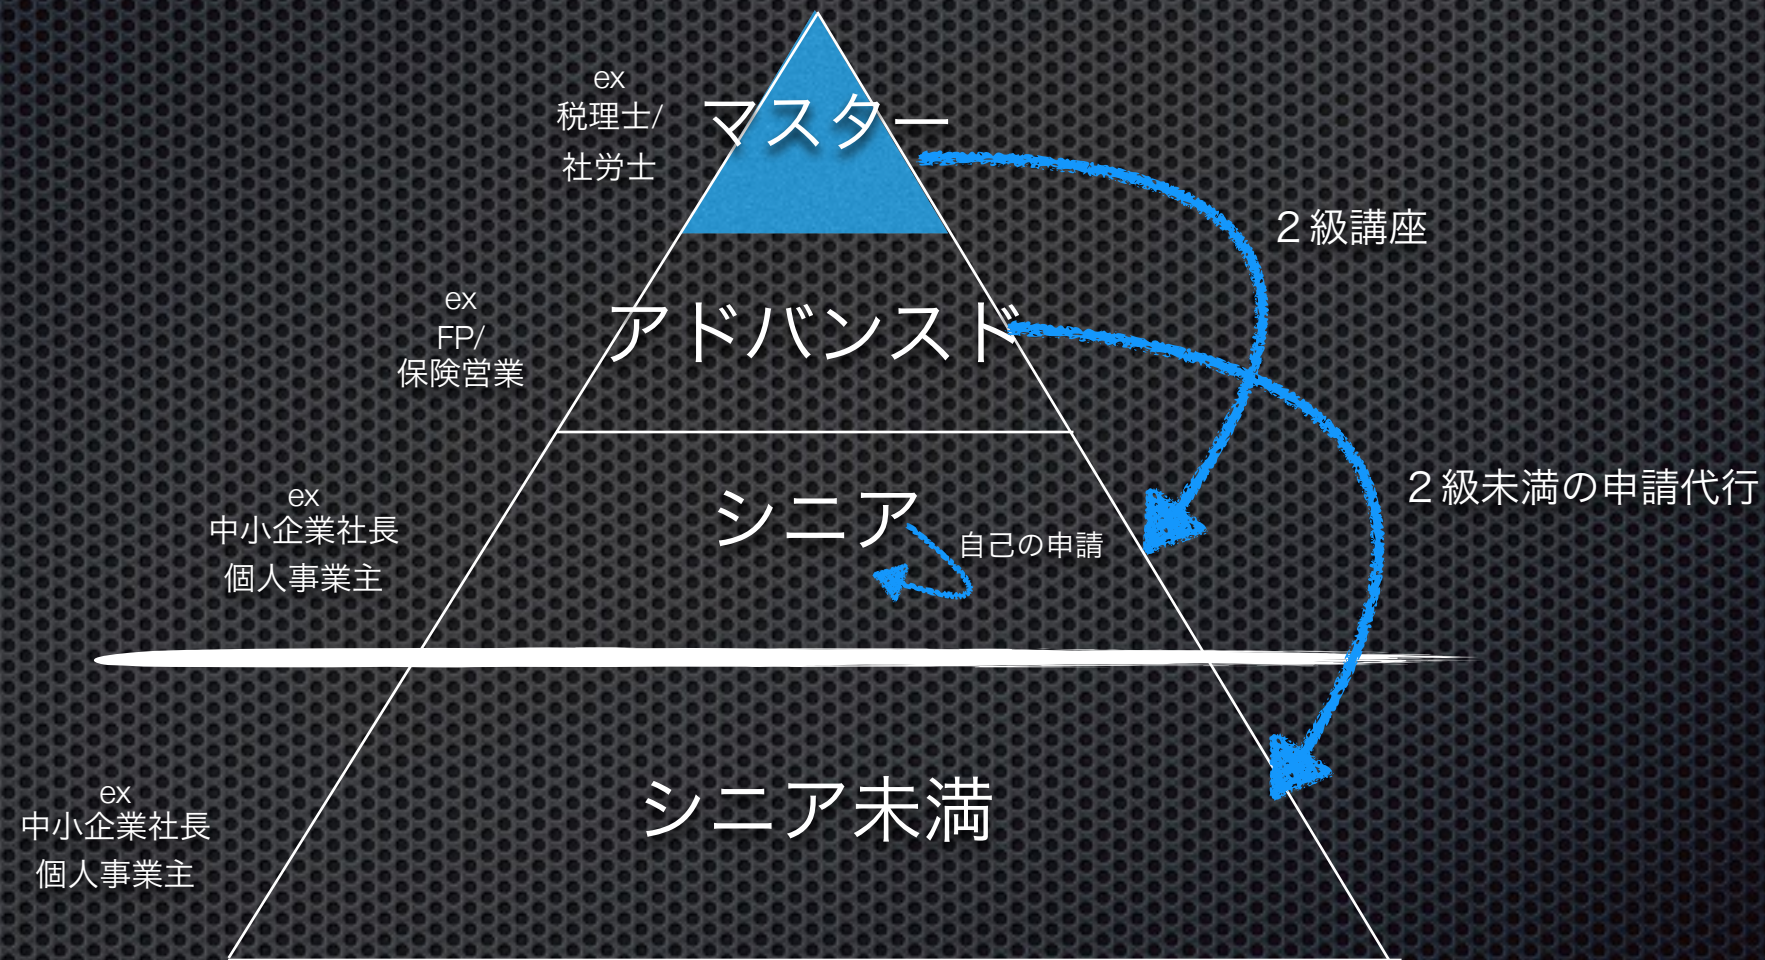 ex
税理士/
社労士
マスター
２級講座
ex
FP/
保険営業
アドバンスド
２級未満の申請代行
ex
中小企業社長
個人事業主
シニア
自己の申請
ex
中小企業社長
個人事業主
シニア未満